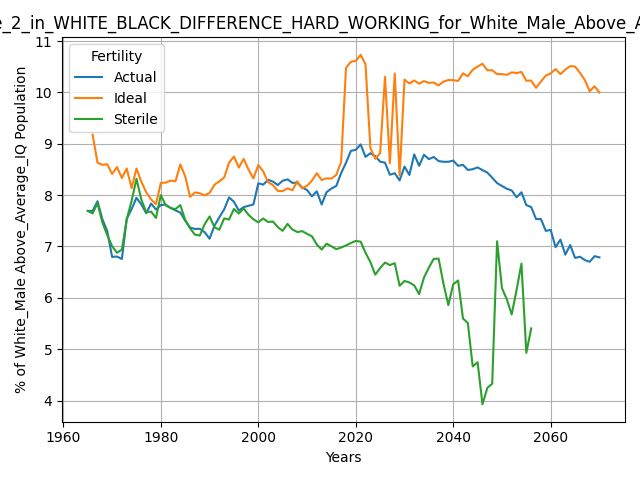 _2_in_WHITE_BLACK_DIFFERENCE_HARD_WORKING_for_White_Male_Above_A
Fertility
Actual
Ideal
Sterile
% of White_Male Above_Average_IQ Population
11
10
9
8
7
6
5
4
1960 1980 2000 2020 2040 2060
Years